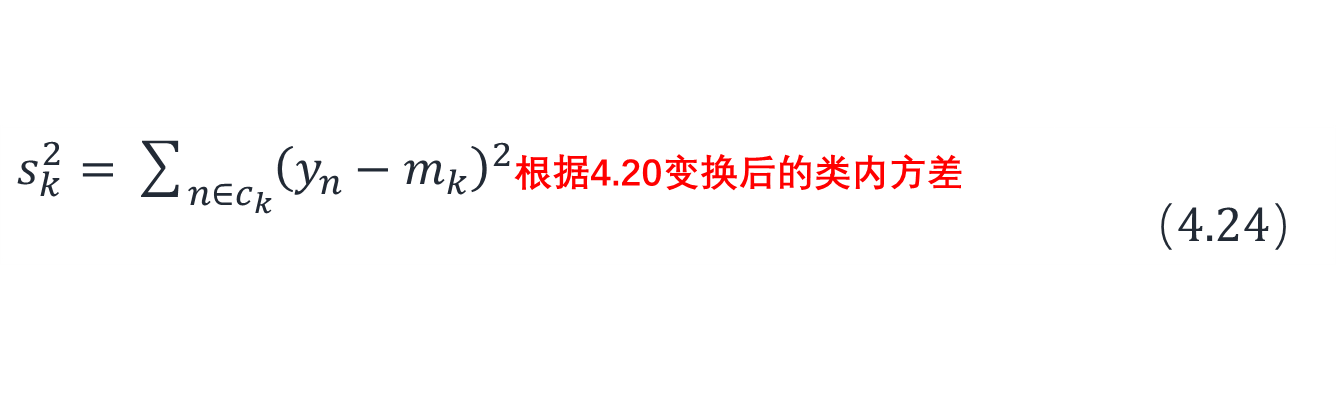 s_k^2 = ∑_{n∈c_k} (y_n − m_k)^2 根据4.20变换后的类内方差
(4.24)